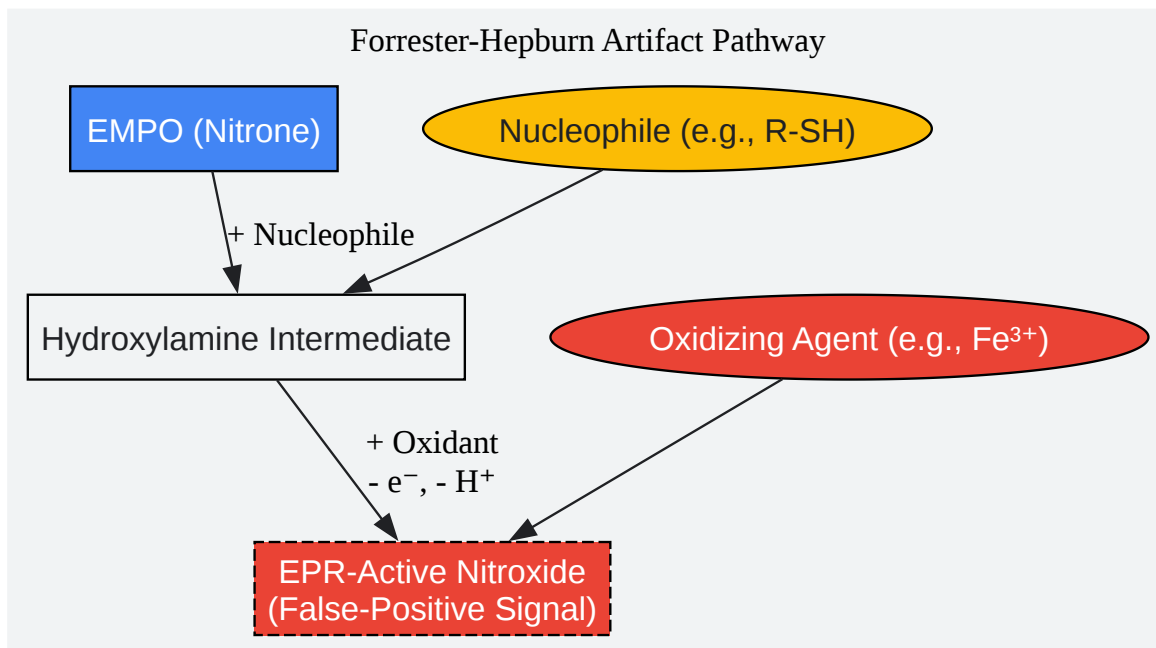 Forrester-Hepburn Artifact Pathway
EMPO (Nitrone)
Nucleophile (e.g., R-SH)
+ Nucleophile
Hydroxylamine Intermediate
Oxidizing Agent (e.g., Fe³⁺)
+ Oxidant
- e⁻, - H⁺
EPR-Active Nitroxide
(False-Positive Signal)